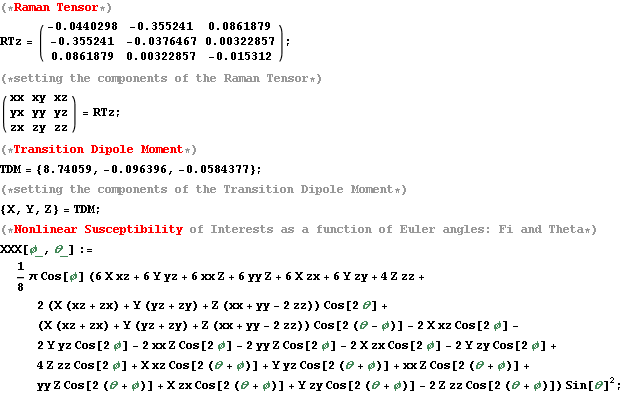 (*Raman Tensor*)
RTz = ( -0.0440298 -0.355241 0.0861879
-0.355241 -0.0376467 0.00322857
0.0861879 0.00322857 -0.015312 );
(*setting the components of the Raman Tensor*)
( xx xy xz
yx yy yz
zx zy zz ) = RTz;
(*Transition Dipole Moment*)
TDM = {8.74059, -0.096396, -0.0584377};
(*setting the components of the Transition Dipole Moment*)
{X, Y, Z} = TDM;
(*Nonlinear Susceptibility of Interests as a function of Euler angles: Fi and Theta*)
XXX[ϕ_, θ_] :=
1/8 π Cos[ϕ] (6 X xz + 6 Y yz + 6 xx Z + 6 yy Z + 6 X zx + 6 Y zy + 4 Z zz +
2 (X (xz + zx) + Y (yz + zy) + Z (xx + yy - 2 zz)) Cos[2 θ] +
(X (xz + zx) + Y (yz + zy) + Z (xx + yy - 2 zz)) Cos[2 (θ - ϕ)] - 2 X xz Cos[2 ϕ] -
2 Y yz Cos[2 ϕ] - 2 xx Z Cos[2 ϕ] - 2 yy Z Cos[2 ϕ] - 2 X zx Cos[2 ϕ] - 2 Y zy Cos[2 ϕ] +
4 Z zz Cos[2 ϕ] + X xz Cos[2 (θ + ϕ)] + Y yz Cos[2 (θ + ϕ)] + xx Z Cos[2 (θ + ϕ)] +
yy Z Cos[2 (θ + ϕ)] + X zx Cos[2 (θ + ϕ)] + Y zy Cos[2 (θ + ϕ)] - 2 Z zz Cos[2 (θ + ϕ)]) Sin[θ]²;